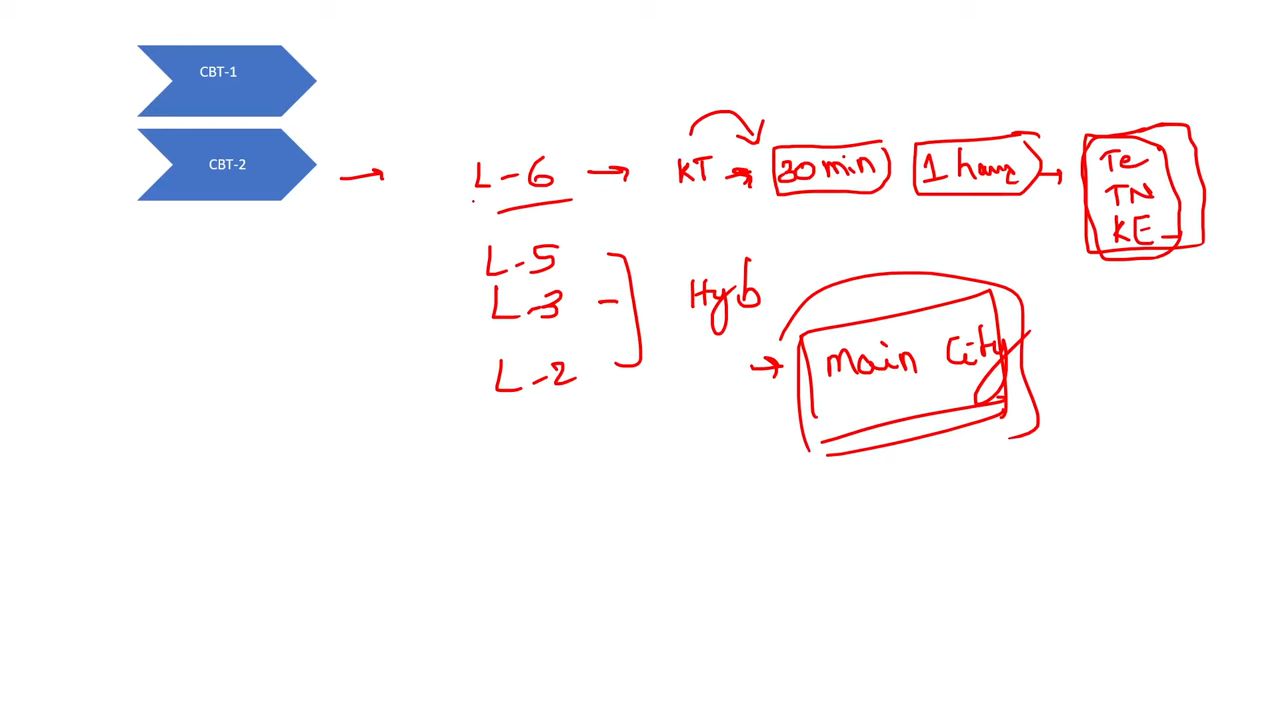 CBT-1
CBT-2
L-6 KT 30 min 1 hour Te
TN
KE
L-5
L-3 Hyb
L-2 main City